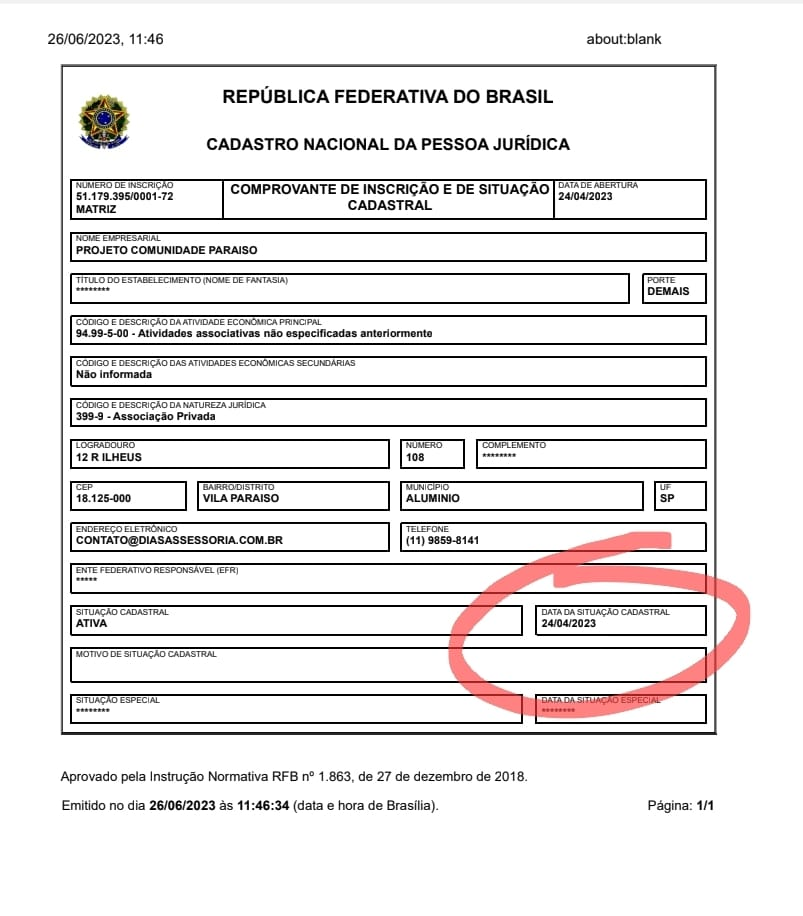 26/06/2023, 11:46
about:blank
REPÚBLICA FEDERATIVA DO BRASIL
CADASTRO NACIONAL DA PESSOA JURÍDICA
NÚMERO DE INSCRIÇÃO
51.179.395/0001-72
MATRIZ
COMPROVANTE DE INSCRIÇÃO E DE SITUAÇÃO
CADASTRAL
DATA DE ABERTURA
24/04/2023
NOME EMPRESARIAL
PROJETO COMUNIDADE PARAISO
TÍTULO DO ESTABELECIMENTO (NOME DE FANTASIA)
********
PORTE
DEMAIS
CÓDIGO E DESCRIÇÃO DA ATIVIDADE ECONÔMICA PRINCIPAL
94.99-5-00 - Atividades associativas não especificadas anteriormente
CÓDIGO E DESCRIÇÃO DAS ATIVIDADES ECONÔMICAS SECUNDÁRIAS
Não informada
CÓDIGO E DESCRIÇÃO DA NATUREZA JURÍDICA
399-9 - Associação Privada
LOGRADOURO
12 R ILHEUS
NÚMERO
108
COMPLEMENTO
********
CEP
18.125-000
BAIRRO/DISTRITO
VILA PARAISO
MUNICÍPIO
ALUMINIO
UF
SP
ENDEREÇO ELETRÔNICO
CONTATO@DIASASSESSORIA.COM.BR
TELEFONE
(11) 9859-8141
ENTE FEDERATIVO RESPONSÁVEL (EFR)
*****
SITUAÇÃO CADASTRAL
ATIVA
DATA DA SITUAÇÃO CADASTRAL
24/04/2023
MOTIVO DE SITUAÇÃO CADASTRAL
SITUAÇÃO ESPECIAL
********
DATA DA SITUAÇÃO ESPECIAL
********
Aprovado pela Instrução Normativa RFB nº 1.863, de 27 de dezembro de 2018.
Emitido no dia 26/06/2023 às 11:46:34 (data e hora de Brasília).
Página: 1/1